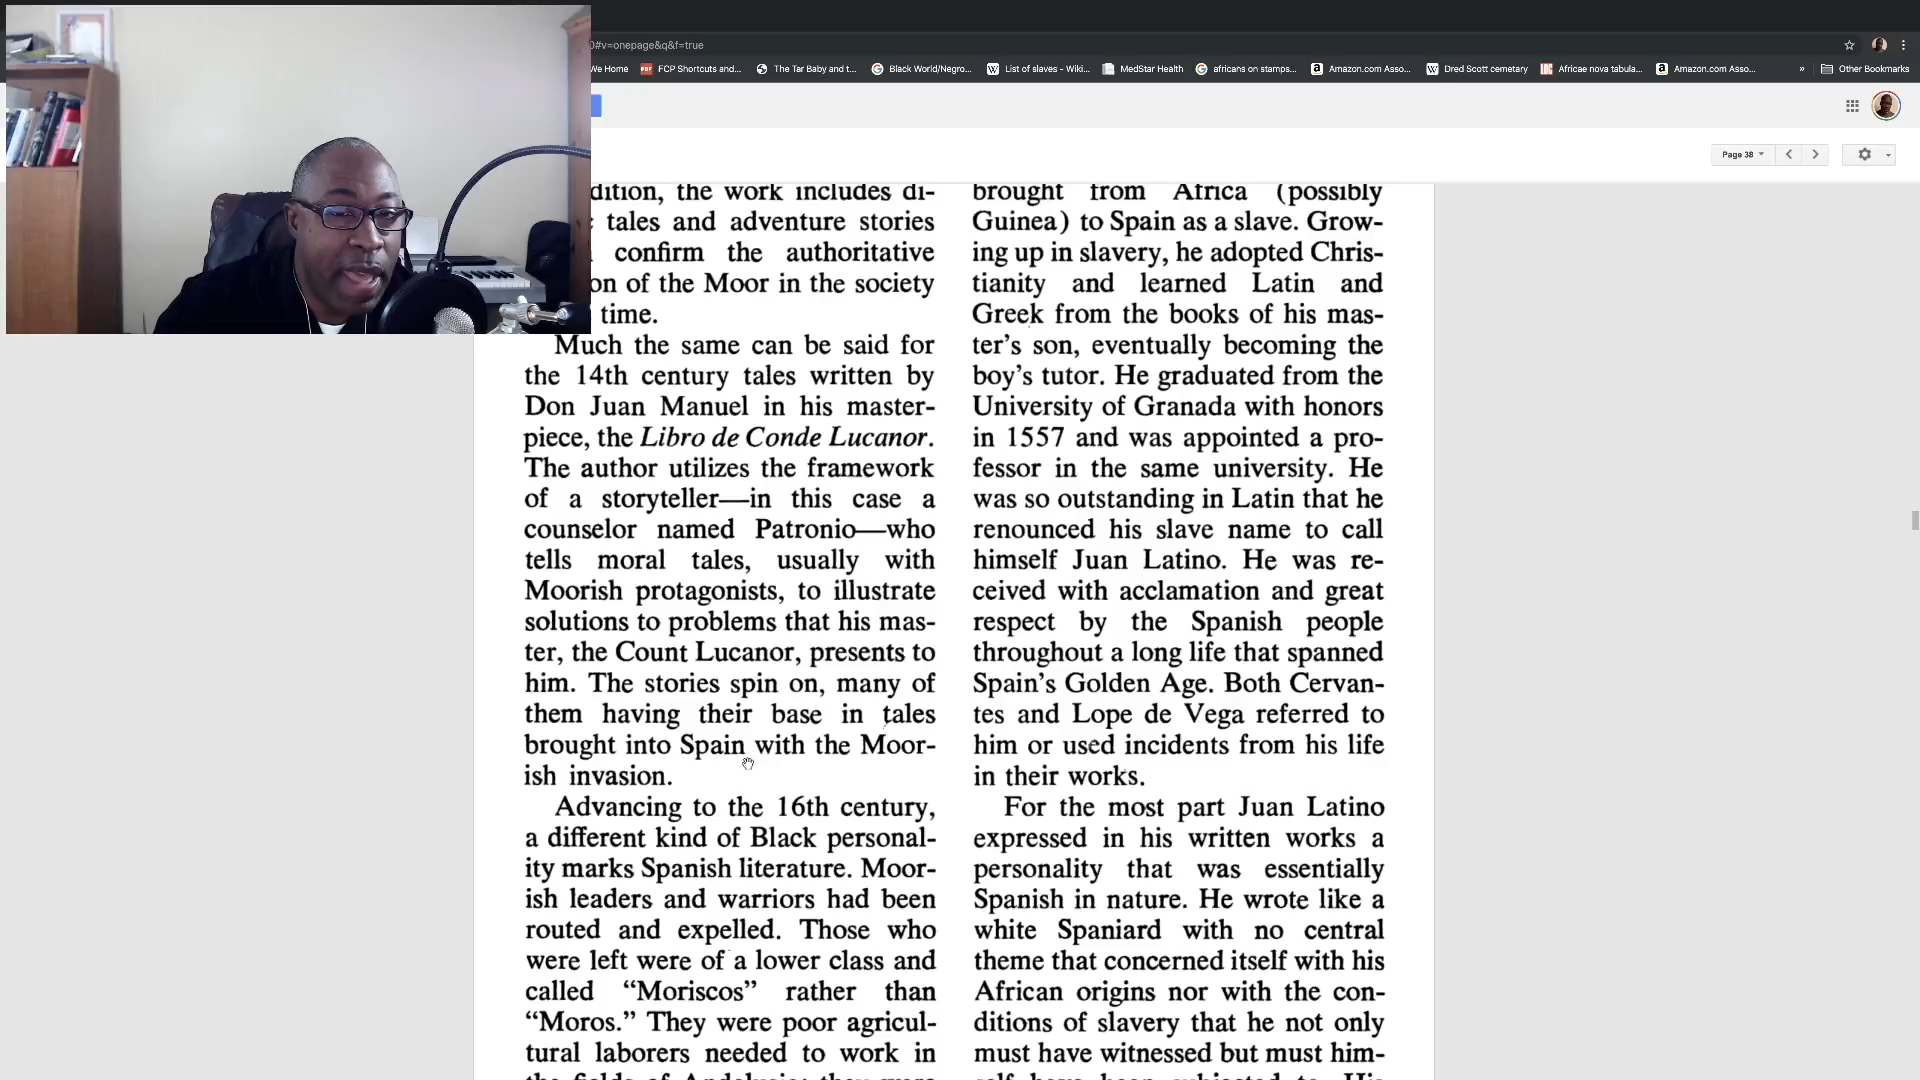 0#v=onepage&q&f=true
We Home
FCP Shortcuts and...
The Tar Baby and t...
Black World/Negro...
List of slaves - Wiki...
MedStar Health
africans on stamps...
Amazon.com Asso...
Dred Scott cemetary
Africae nova tabula...
Amazon.com Asso...
»
Other Bookmarks
Page 38
dition, the work includes di-
tales and adventure stories
confirm the authoritative
on of the Moor in the society
time.
Much the same can be said for
the 14th century tales written by
Don Juan Manuel in his master-
piece, the Libro de Conde Lucanor.
The author utilizes the framework
of a storyteller—in this case a
counselor named Patronio—who
tells moral tales, usually with
Moorish protagonists, to illustrate
solutions to problems that his mas-
ter, the Count Lucanor, presents to
him. The stories spin on, many of
them having their base in tales
brought into Spain with the Moor-
ish invasion.
Advancing to the 16th century,
a different kind of Black personal-
ity marks Spanish literature. Moor-
ish leaders and warriors had been
routed and expelled. Those who
were left were of a lower class and
called “Moriscos” rather than
“Moros.” They were poor agricul-
tural laborers needed to work in
brought from Africa (possibly
Guinea) to Spain as a slave. Grow-
ing up in slavery, he adopted Chris-
tianity and learned Latin and
Greek from the books of his mas-
ter's son, eventually becoming the
boy's tutor. He graduated from the
University of Granada with honors
in 1557 and was appointed a pro-
fessor in the same university. He
was so outstanding in Latin that he
renounced his slave name to call
himself Juan Latino. He was re-
ceived with acclamation and great
respect by the Spanish people
throughout a long life that spanned
Spain's Golden Age. Both Cervan-
tes and Lope de Vega referred to
him or used incidents from his life
in their works.
For the most part Juan Latino
expressed in his written works a
personality that was essentially
Spanish in nature. He wrote like a
white Spaniard with no central
theme that concerned itself with his
African origins nor with the con-
ditions of slavery that he not only
must have witnessed but must him-